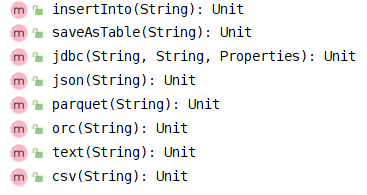 m insertInto(String): Unit
m saveAsTable(String): Unit
m jdbc(String, String, Properties): Unit
m json(String): Unit
m parquet(String): Unit
m orc(String): Unit
m text(String): Unit
m csv(String): Unit